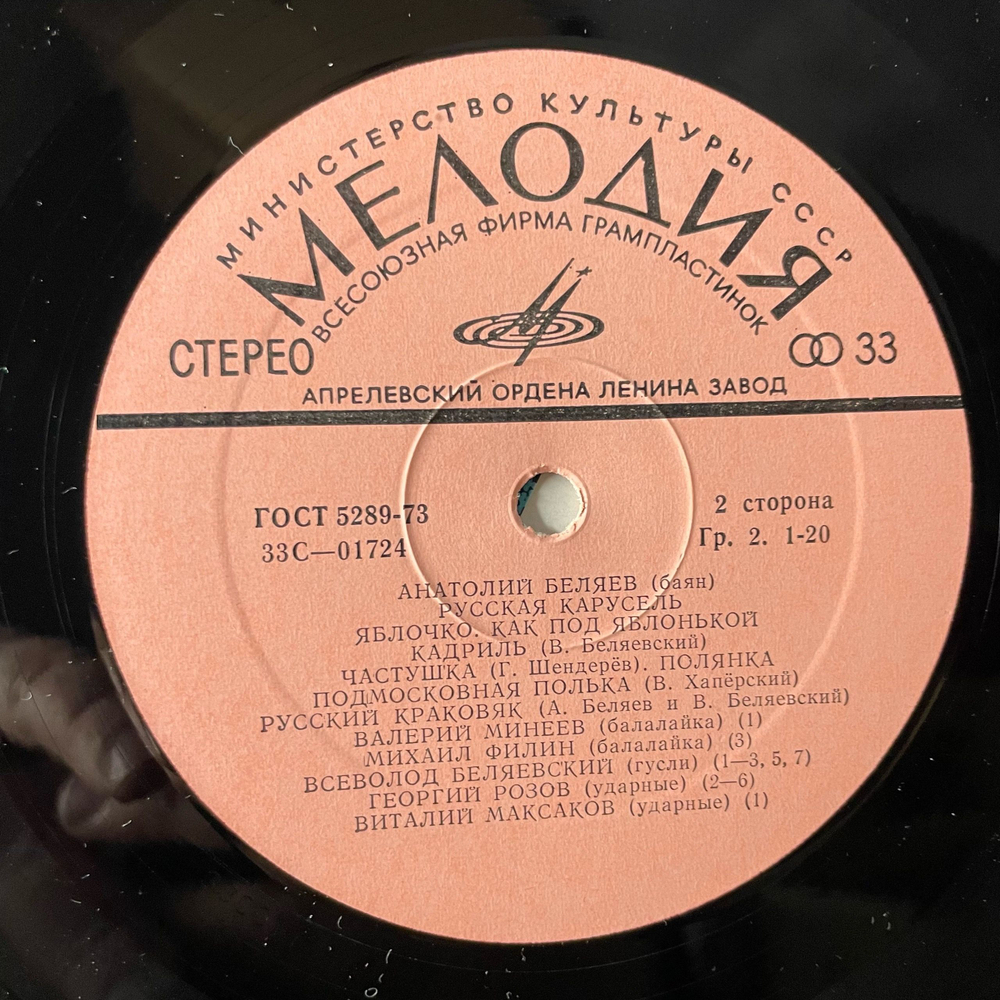 МИНИСТЕРСТВО КУЛЬТУРЫ СССР
МЕЛОДИЯ
ВСЕСОЮЗНАЯ ФИРМА ГРАМПЛАСТИНОК
СТЕРЕО
33
АПРЕЛЕВСКИЙ ОРДЕНА ЛЕНИНА ЗАВОД
ГОСТ 5289-73
33С—01724
2 сторона
Гр. 2. 1-20
АНАТОЛИЙ БЕЛЯЕВ (баян)
РУССКАЯ КАРУСЕЛЬ
ЯБЛОЧКО. КАК ПОД ЯБЛОНЬКОЙ
КАДРИЛЬ (В. Беляевский)
ЧАСТУШКА (Г. Шендерёв). ПОЛЯНКА
ПОДМОСКОВНАЯ ПОЛЬКА (В. Хапёрский)
РУССКИЙ КРАКОВЯК (А. Беляев и В. Беляевский)
ВАЛЕРИЙ МИНЕЕВ (балалайка) (1)
МИХАИЛ ФИЛИН (балалайка) (3)
ВСЕВОЛОД БЕЛЯЕВСКИЙ (гусли) (1—3, 5, 7)
ГЕОРГИЙ РОЗОВ (ударные) (2—6)
ВИТАЛИЙ МАКСАКОВ (ударные) (1)